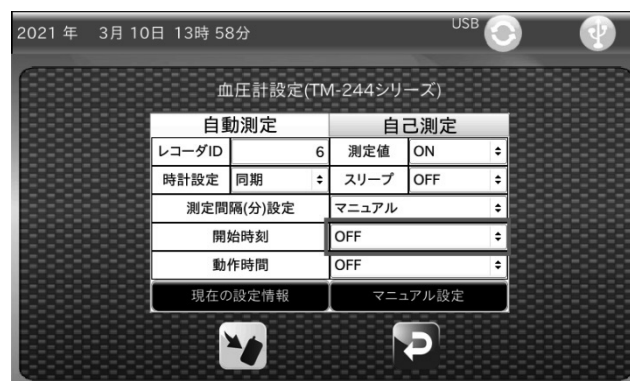 2021 年 3月 10日 13時 58分 USB
血圧計設定(TM-244シリーズ)
自動測定 自己測定
レコーダID 6 測定値 ON
時計設定 同期 スリープ OFF
測定間隔(分)設定 マニュアル
開始時刻 OFF
動作時間 OFF
現在の設定情報 マニュアル設定